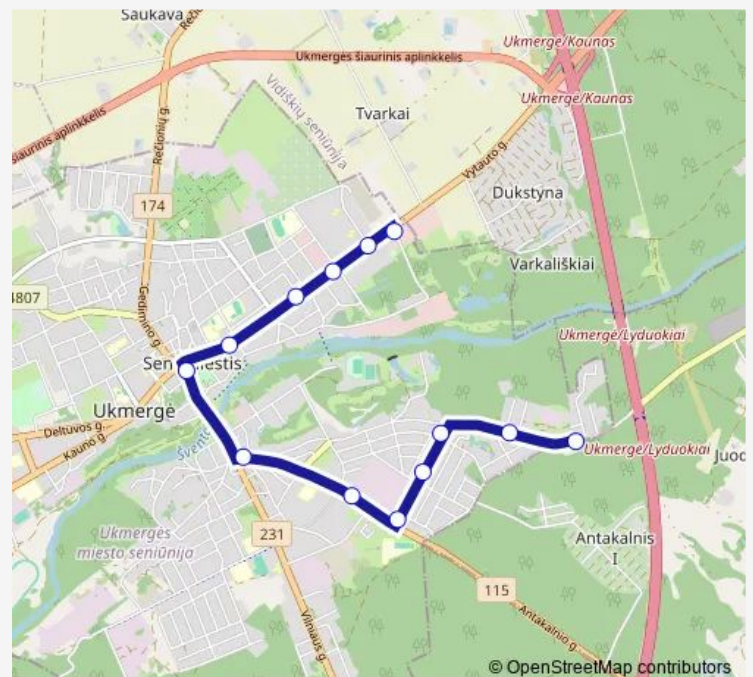 Saukava
Rečionių g.
Ukmergės šiaurinis aplinkkelis
Ukmergė/Kaunas
Ukmergė/Kaunas
Vidiškių seniūnija
Tvarkai
Šiaurinis aplinkkelis
Vytauto g.
Dukstyna
174
Varkališkiai
4807
Gedimino g.
Ukmergė/Lyduokiai
Ukmergė
Deltuvos g.
Kauno g.
Ukmergė/Lyduokiai
Ukmergės
miesto seniūnija
231
Antakalnis
I
115
Vilniaus g.
Antakalnio g.
© OpenStreetMap contributors